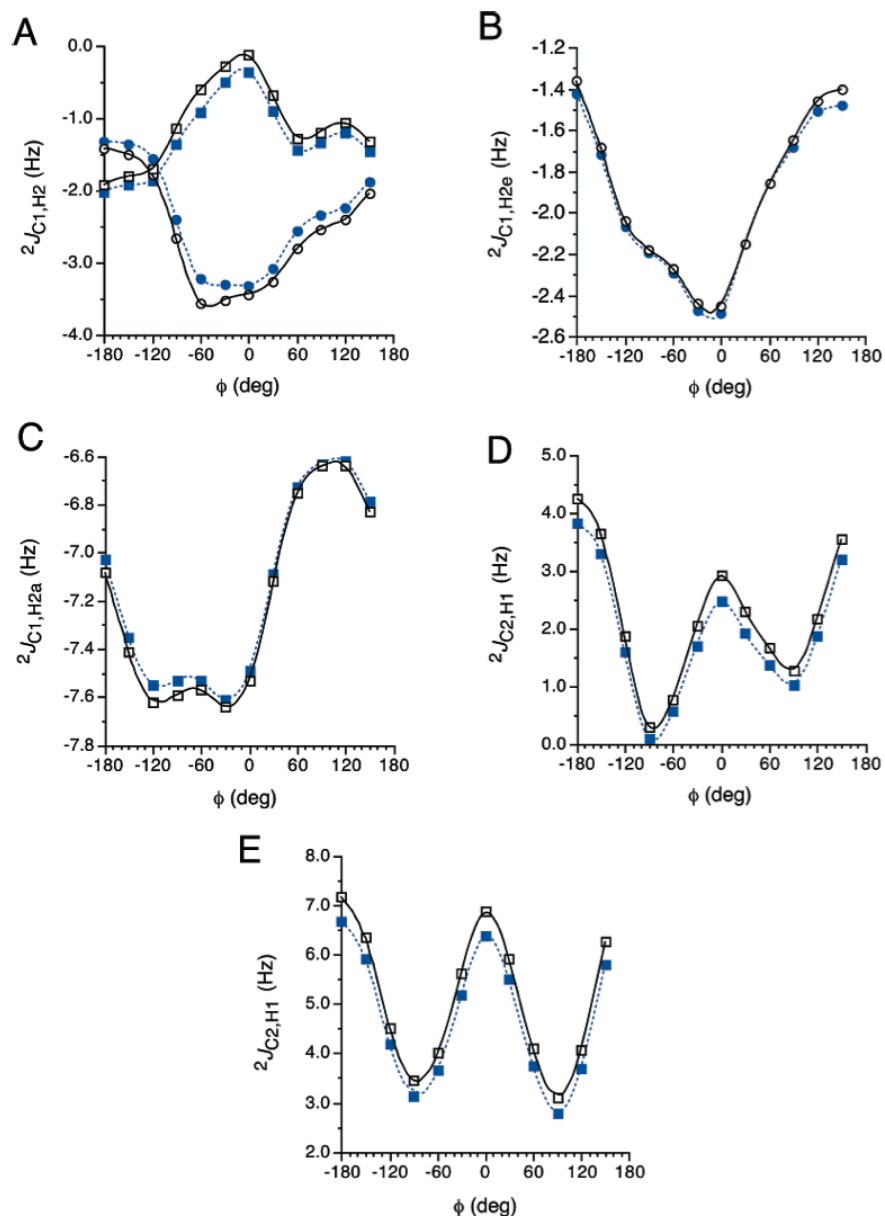 A
B
0.0
-1.0
-2.0
-3.0
-4.0
²J_C1,H2 (Hz)
-180 -120 -60 0 60 120 180
ϕ (deg)
-1.2
-1.4
-1.6
-1.8
-2.0
-2.2
-2.4
-2.6
²J_C1,H2e (Hz)
-180 -120 -60 0 60 120 180
ϕ (deg)
C
D
-6.6
-6.8
-7.0
-7.2
-7.4
-7.6
-7.8
²J_C1,H2a (Hz)
-180 -120 -60 0 60 120 180
ϕ (deg)
5.0
4.0
3.0
2.0
1.0
0.0
²J_C2,H1 (Hz)
-180 -120 -60 0 60 120 180
ϕ (deg)
E
8.0
7.0
6.0
5.0
4.0
3.0
2.0
²J_C2,H1 (Hz)
-180 -120 -60 0 60 120 180
ϕ (deg)